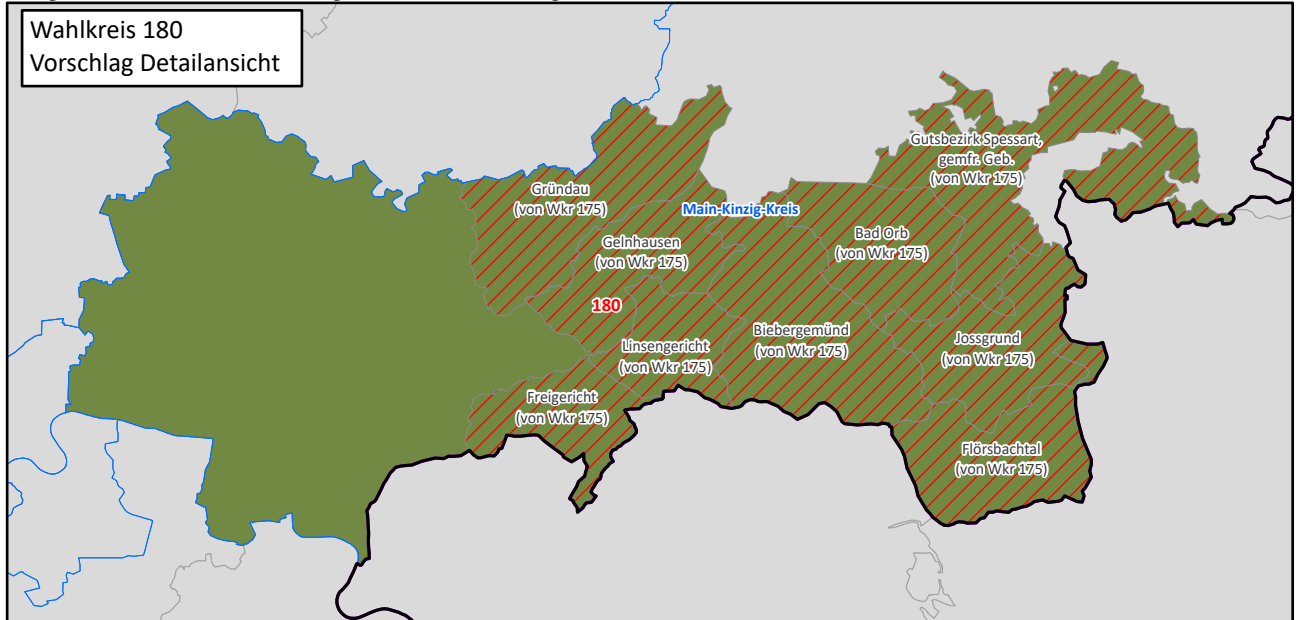 Wahlkreis 180
Vorschlag Detailansicht
Gutsbezirk Spessart,
gemfr. Geb.
(von Wkr 175)
Gründau
(von Wkr 175)
Main-Kinzig-Kreis
Gelnhausen
(von Wkr 175)
Bad Orb
(von Wkr 175)
180
Linsengericht
(von Wkr 175)
Biebergemünd
(von Wkr 175)
Jossgrund
(von Wkr 175)
Freigericht
(von Wkr 175)
Flörsbachtal
(von Wkr 175)